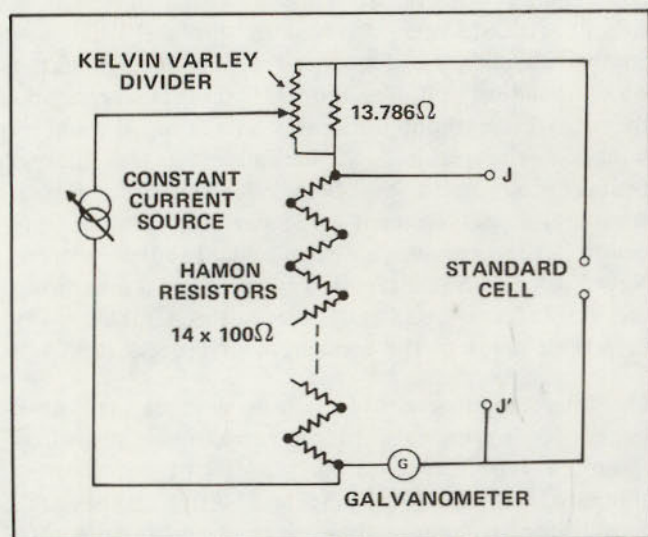 KELVIN VARLEY
DIVIDER
13.786Ω
J
CONSTANT
CURRENT
SOURCE
HAMON
RESISTORS
14 x 100Ω
STANDARD
CELL
J'
G
GALVANOMETER